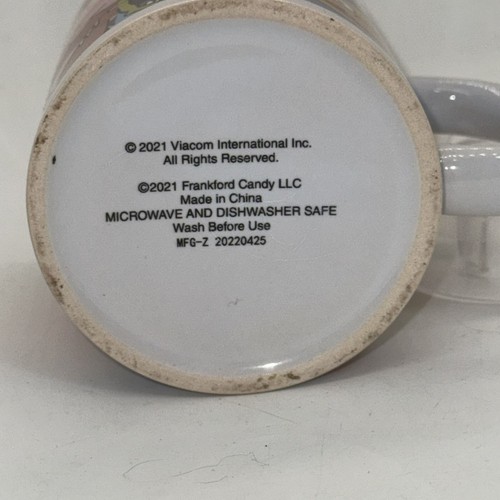 © 2021 Viacom International Inc.
All Rights Reserved.
©2021 Frankford Candy LLC
Made in China
MICROWAVE AND DISHWASHER SAFE
Wash Before Use
MFG-Z 20220425